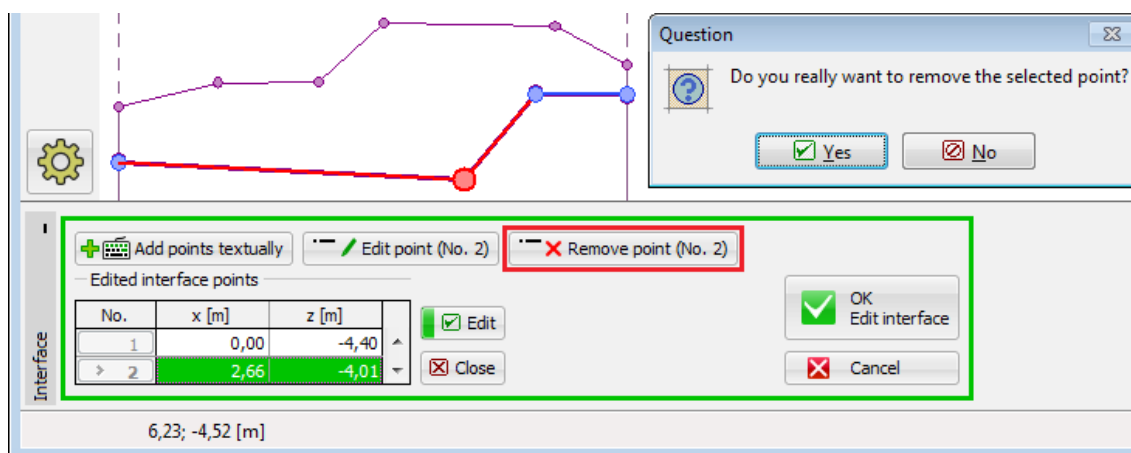 Question
Do you really want to remove the selected point?
Yes
No
Interface
Add points textually
Edit point (No. 2)
Remove point (No. 2)
Edited interface points
No. x [m] z [m]
1 0,00 -4,40
2 2,66 -4,01
Edit
Close
OK
Edit interface
Cancel
6,23; -4,52 [m]